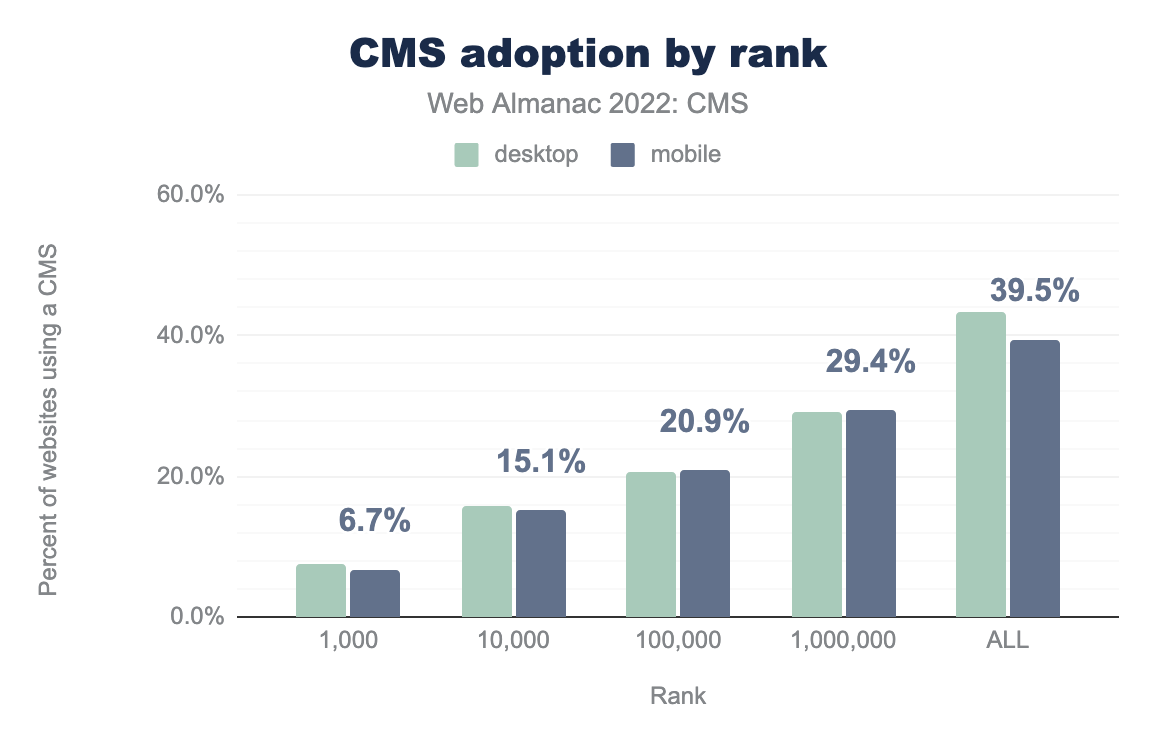 CMS adoption by rank
Web Almanac 2022: CMS
desktop
mobile
Percent of websites using a CMS
60.0%
40.0%
20.0%
0.0%
6.7%
15.1%
20.9%
29.4%
39.5%
1,000
10,000
100,000
1,000,000
ALL
Rank